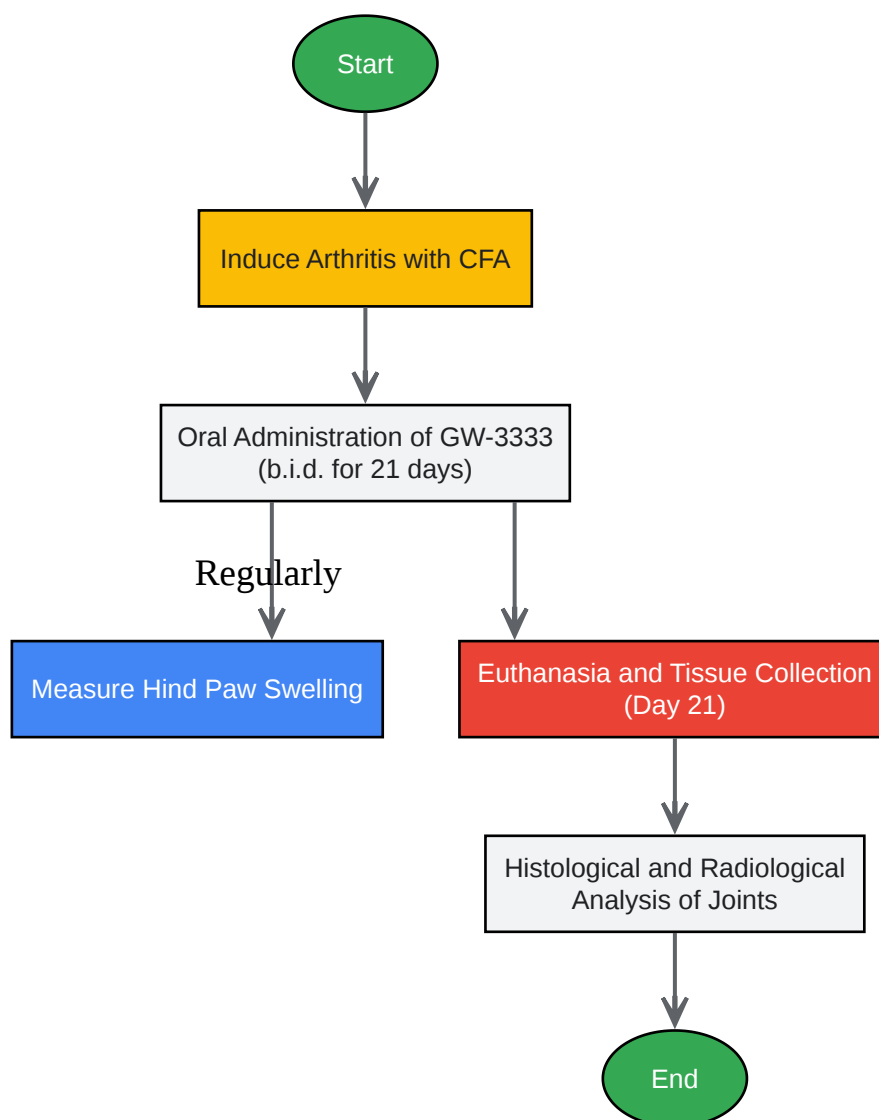 Start
Induce Arthritis with CFA
Oral Administration of GW-3333
(b.i.d. for 21 days)
Regularly
Measure Hind Paw Swelling
Euthanasia and Tissue Collection
(Day 21)
Histological and Radiological
Analysis of Joints
End